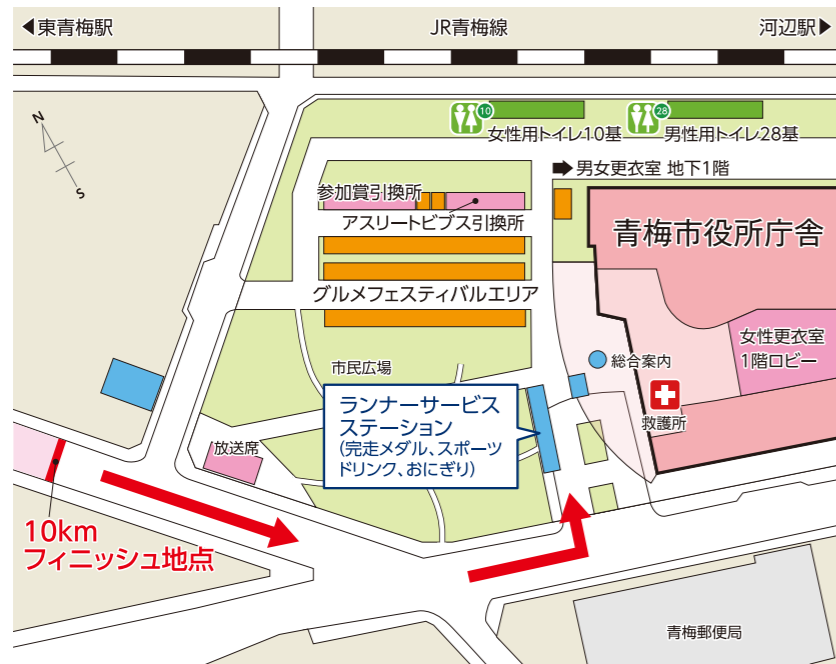 ◀東青梅駅
JR青梅線
河辺駅▶
N
S
10
女性用トイレ10基
28
男性用トイレ28基
➡男女更衣室 地下1階
参加賞引換所
アスリートビブス引換所
青梅市役所庁舎
グルメフェスティバルエリア
女性更衣室
1階ロビー
総合案内
市民広場
ランナーサービス
ステーション
(完走メダル、スポーツ
ドリンク、おにぎり)
救護所
放送席
10km
フィニッシュ地点
青梅郵便局